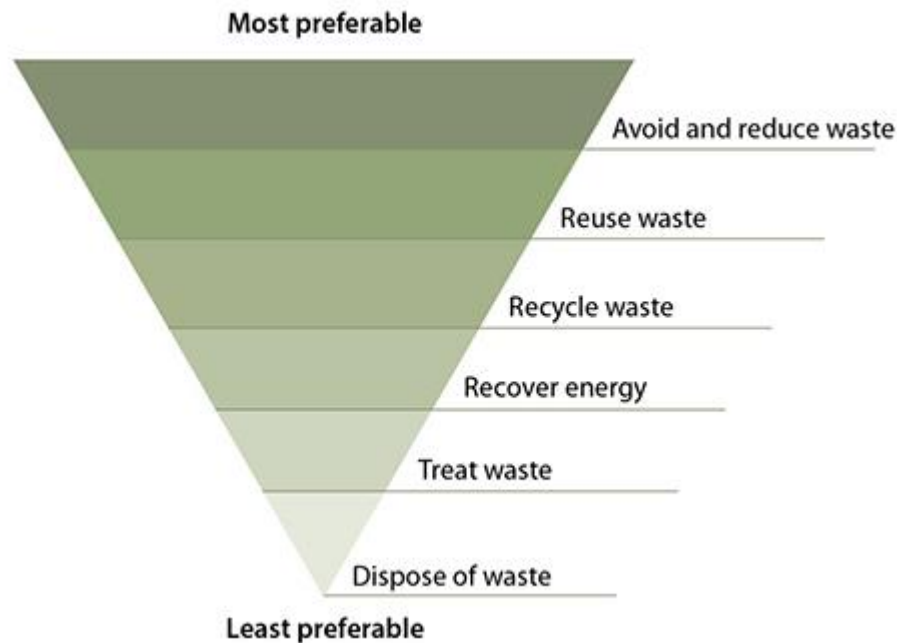 Most preferable
Avoid and reduce waste
Reuse waste
Recycle waste
Recover energy
Treat waste
Dispose of waste
Least preferable